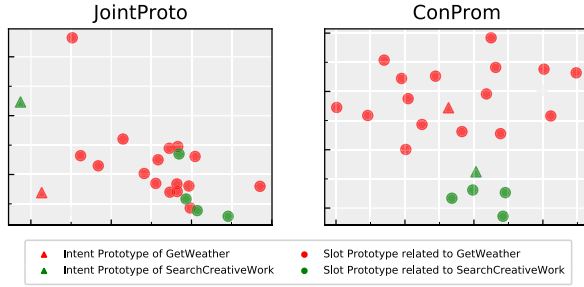 JointProto
ConProm
Intent Prototype of GetWeather
Slot Prototype related to GetWeather
Intent Prototype of SearchCreativeWork
Slot Prototype related to SearchCreativeWork